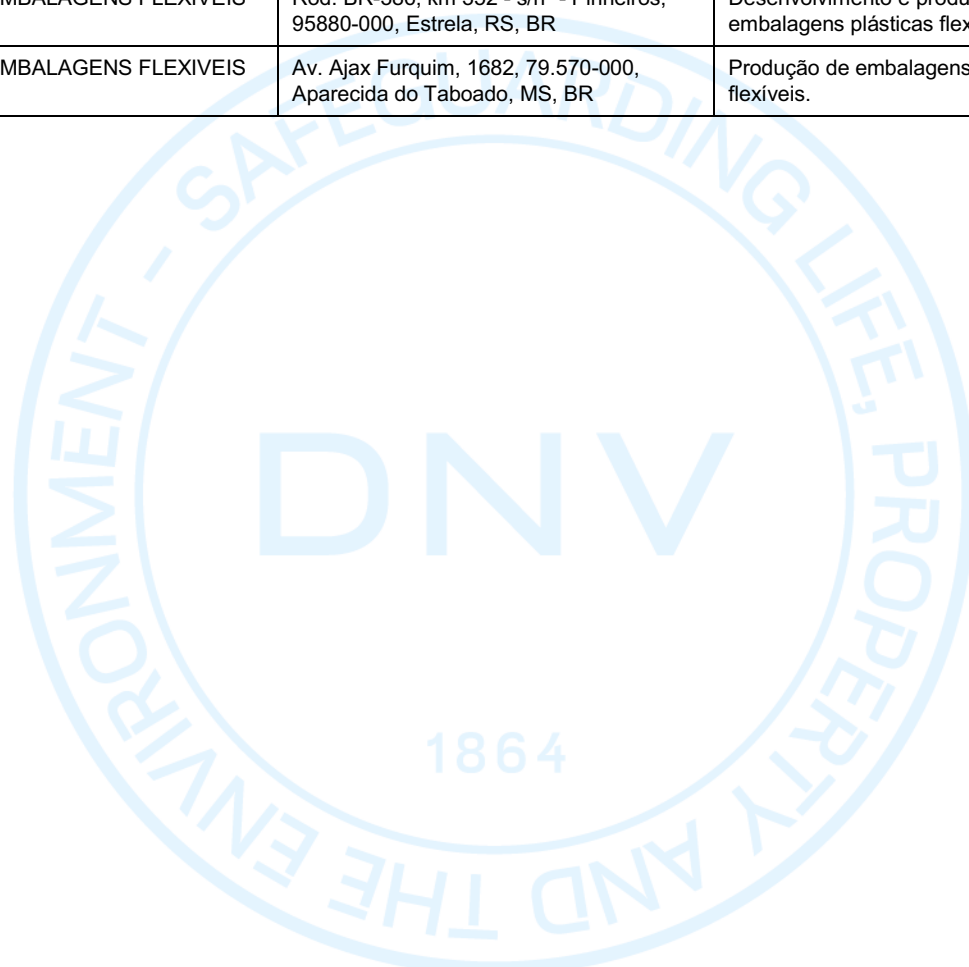 MBALAGENS FLEXIVEIS
95880-000, Estrela, RS, BR
embalagens plásticas flex
MBALAGENS FLEXIVEIS
Av. Ajax Furquim, 1682, 79.570-000,
Aparecida do Taboado, MS, BR
Produção de embalagens
flexíveis.
SAFEGUARDING LIFE, PROPERTY AND THE ENVIRONMENT -
DNV
1864